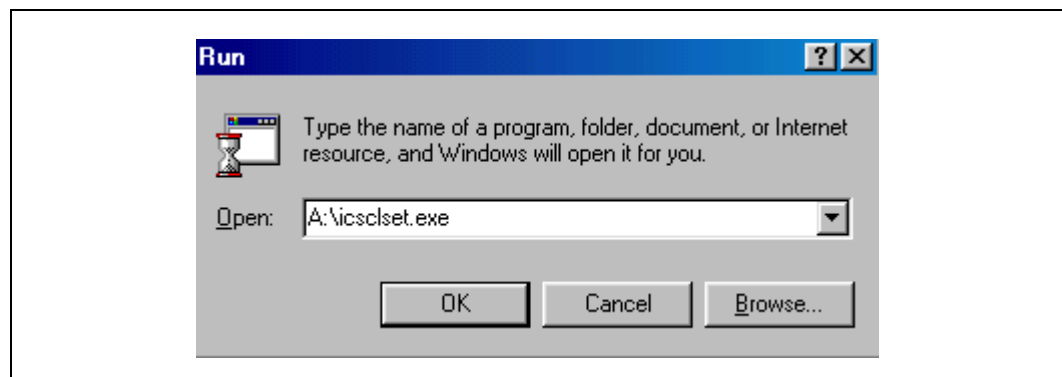 Run
Type the name of a program, folder, document, or Internet
resource, and Windows will open it for you.
Open: A:\icsclset.exe
OK Cancel Browse...